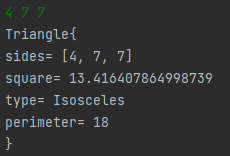 4 7 7
Triangle{
sides= [4, 7, 7]
square= 13.416407864998739
type= Isosceles
perimeter= 18
}